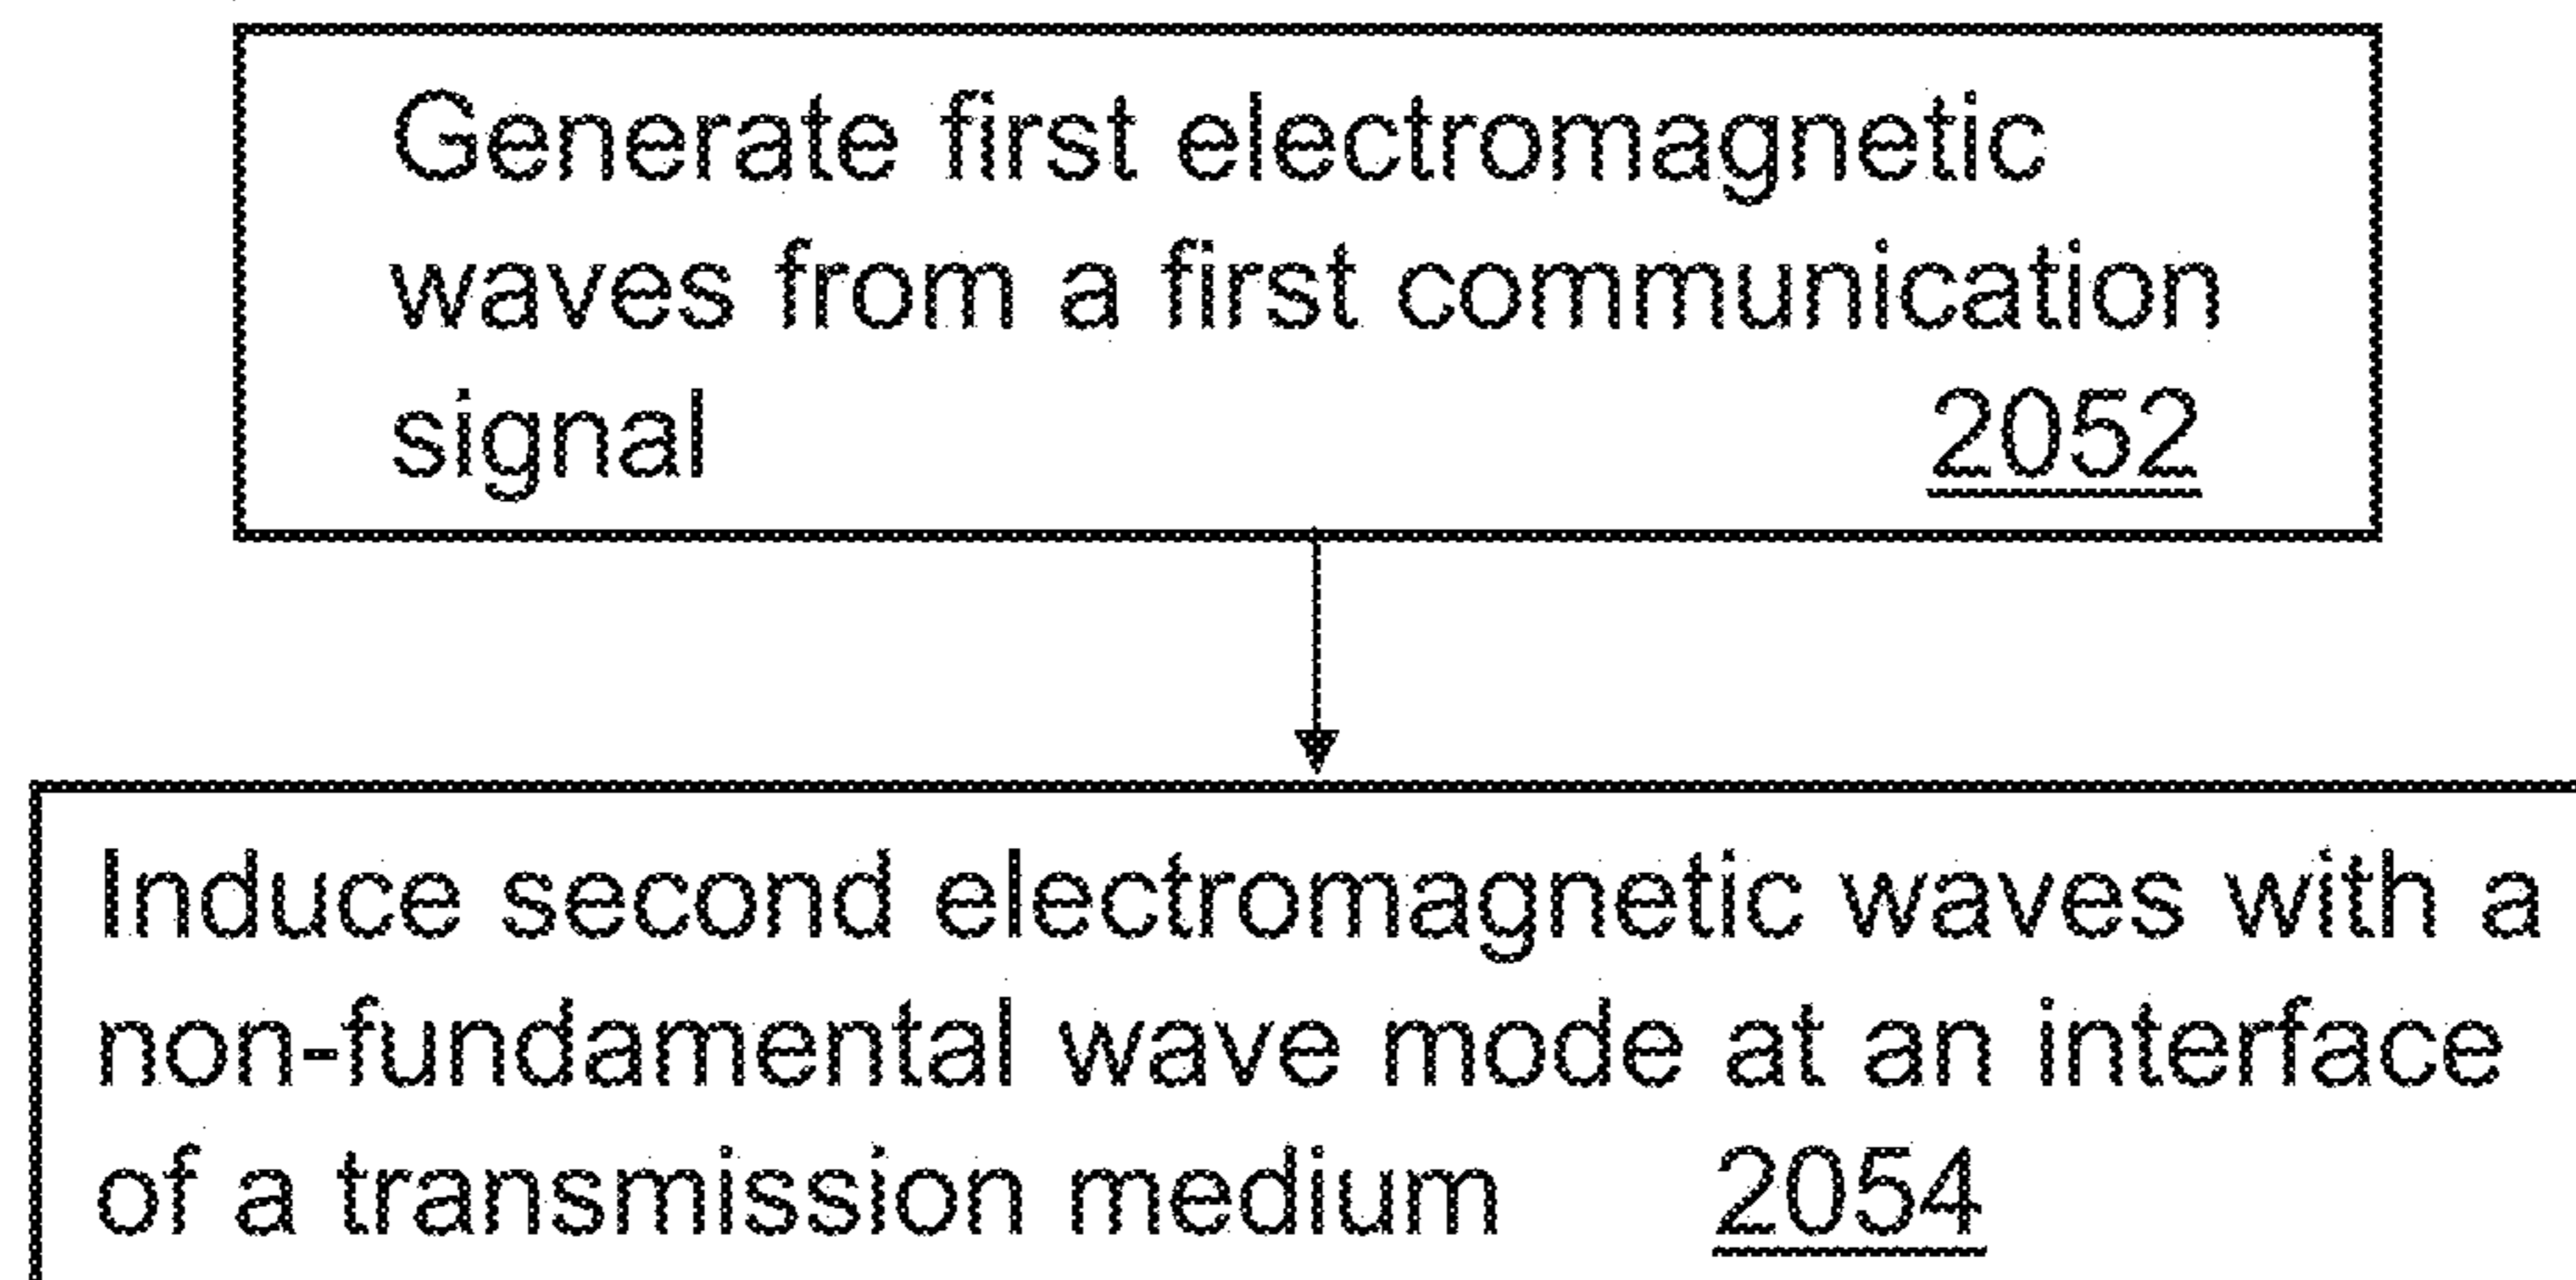 Generate first electromagnetic
waves from a first communication
signal 2052
Induce second electromagnetic waves with a
non-fundamental wave mode at an interface
of a transmission medium 2054